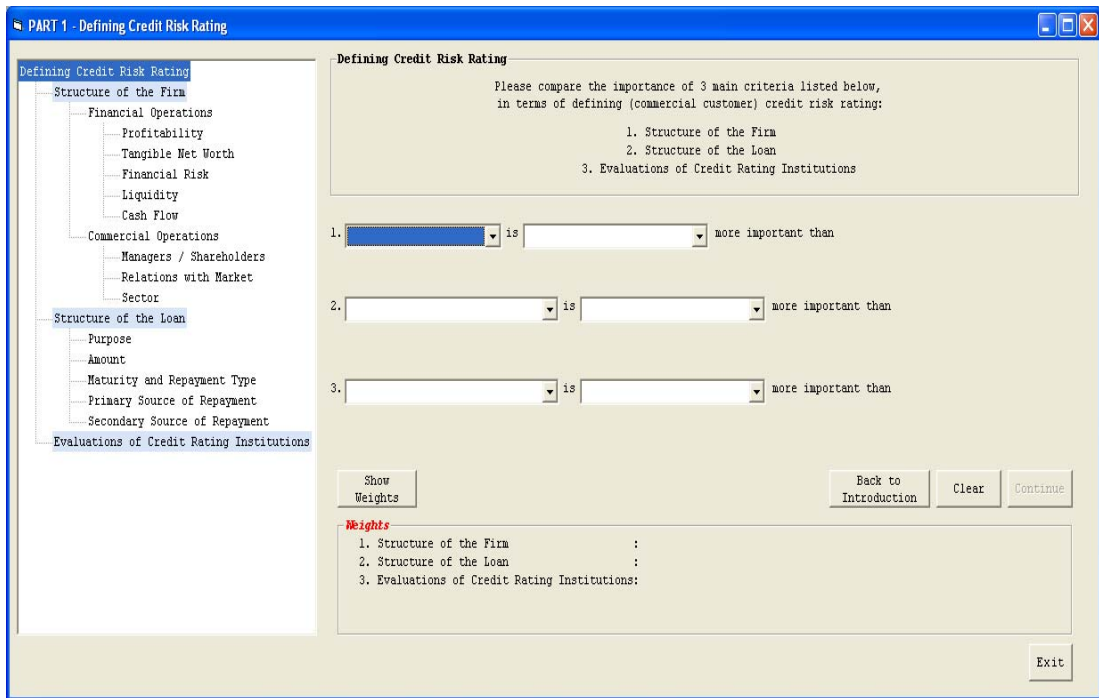 PART 1 - Defining Credit Risk Rating
Defining Credit Risk Rating
Structure of the Firm
Financial Operations
Profitability
Tangible Net Worth
Financial Risk
Liquidity
Cash Flow
Commercial Operations
Managers / Shareholders
Relations with Market
Sector
Structure of the Loan
Purpose
Amount
Maturity and Repayment Type
Primary Source of Repayment
Secondary Source of Repayment
Evaluations of Credit Rating Institutions
Defining Credit Risk Rating
Please compare the importance of 3 main criteria listed below,
in terms of defining (commercial customer) credit risk rating:
1. Structure of the Firm
2. Structure of the Loan
3. Evaluations of Credit Rating Institutions
1. is more important than
2. is more important than
3. is more important than
Show
Weights
Back to
Introduction
Clear
Continue
Weights
1. Structure of the Firm :
2. Structure of the Loan :
3. Evaluations of Credit Rating Institutions:
Exit